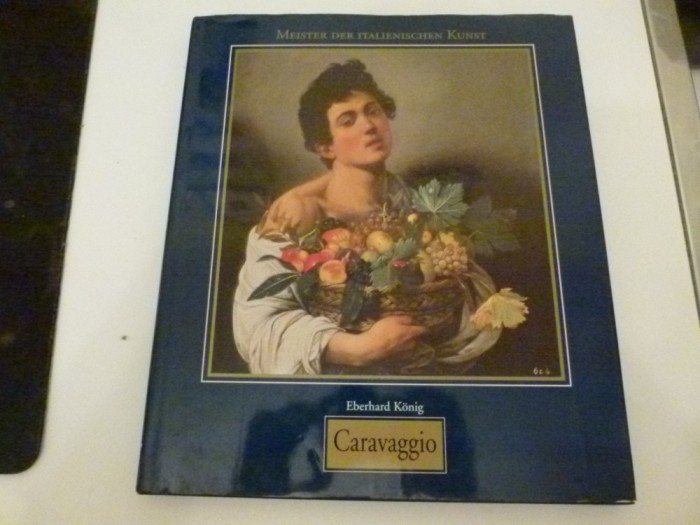 MEISTER DER ITALIENISCHEN KUNST
Eberhard König
Caravaggio